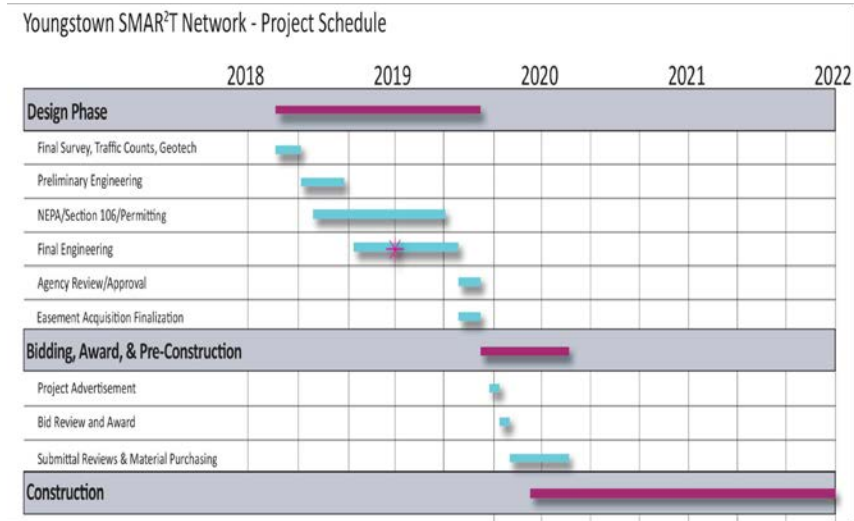 Youngstown SMAR²T Network - Project Schedule
2018 2019 2020 2021 2022
Design Phase
Final Survey, Traffic Counts, Geotech
Preliminary Engineering
NEPA/Section 106/Permitting
Final Engineering
Agency Review/Approval
Easement Acquisition Finalization
Bidding, Award, & Pre-Construction
Project Advertisement
Bid Review and Award
Submittal Reviews & Material Purchasing
Construction